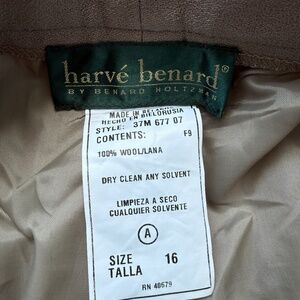 harvé benard®
BY BENARD HOLTZMAN
MADE IN BELARUS
HECHO EN BIELORUSIA
STYLE: 37M 677 07
CONTENTS: F9
100% WOOL/LANA
DRY CLEAN ANY SOLVENT
LIMPIEZA A SECO
CUALQUIER SOLVENTE
A
SIZE 16
TALLA
RN 40679